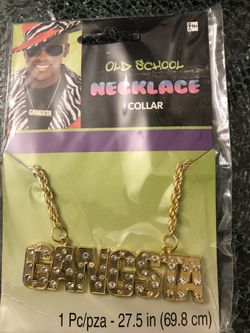 OLD SCHOOL
NECKLACE
COLLAR
GANGSTA
GANGSTA
1 Pc/pza - 27.5 in (69.8 cm)